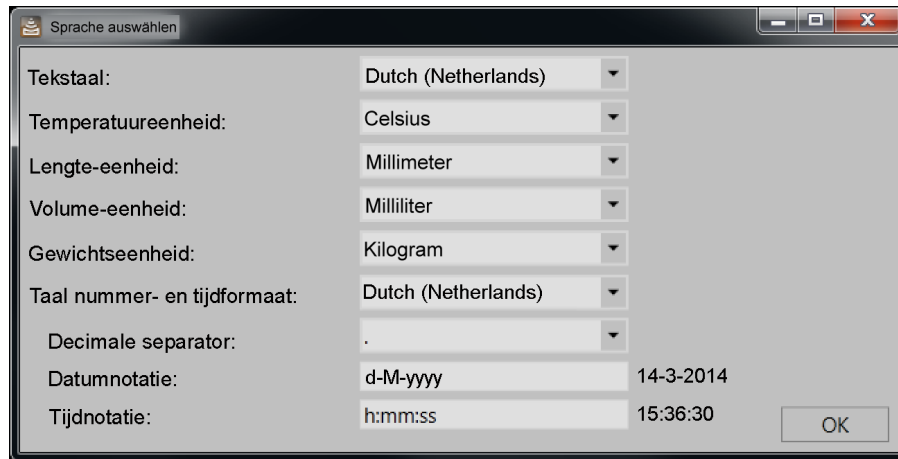 Sprache auswählen
Tekstaal: Dutch (Netherlands)
Temperatuureenheid: Celsius
Lengte-eenheid: Millimeter
Volume-eenheid: Milliliter
Gewichtseenheid: Kilogram
Taal nummer- en tijdformaat: Dutch (Netherlands)
Decimale separator: .
Datumnotatie: d-M-yyyy 14-3-2014
Tijdnotatie: h:mm:ss 15:36:30
OK